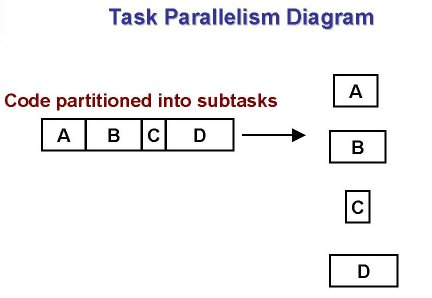 Task Parallelism Diagram
Code partitioned into subtasks
A B C D
A
B
C
D